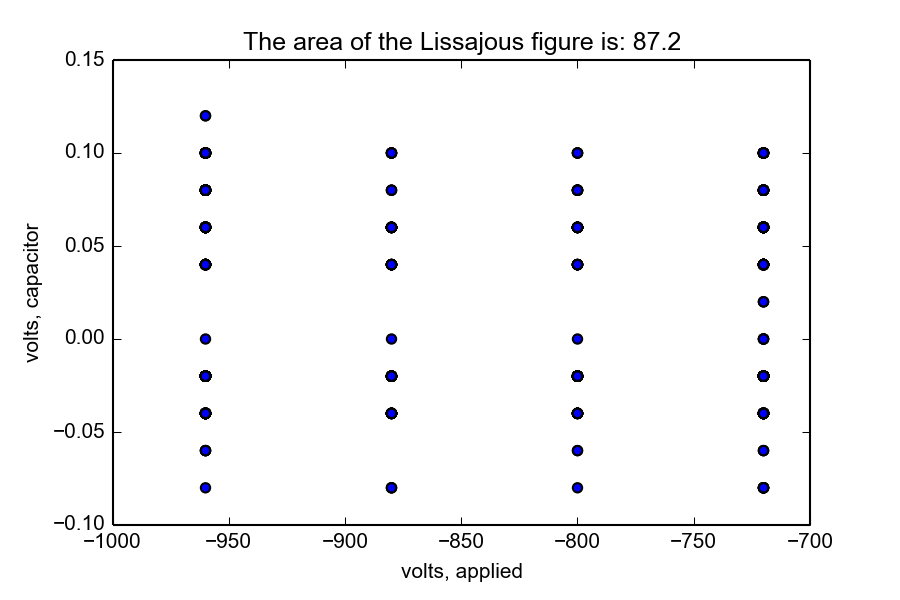 The area of the Lissajous figure is: 87.2
0.15
0.10
0.05
0.00
−0.05
−0.10
volts, capacitor
−1000 −950 −900 −850 −800 −750 −700
volts, applied